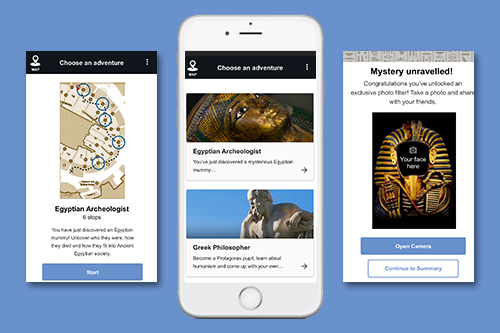 MAP
Choose an adventure
Egyptian Archeologist
6 stops
You have just discovered an Egyptian
mummy! Uncover who they were, how
they died and how they fit into Ancient
Egyptian society.
Start
MAP
Choose an adventure
Egyptian Archeologist
You've just discovered a mysterious Egyptian
mummy....
Greek Philosopher
Become a Protagoras pupil, learn about
humanism and come up with your own...
Mystery unravelled!
Congratulations you've unlocked an
exclusive photo filter! Take a photo and share
with your friends.
Your face
here
Open Camera
Continue to Summary